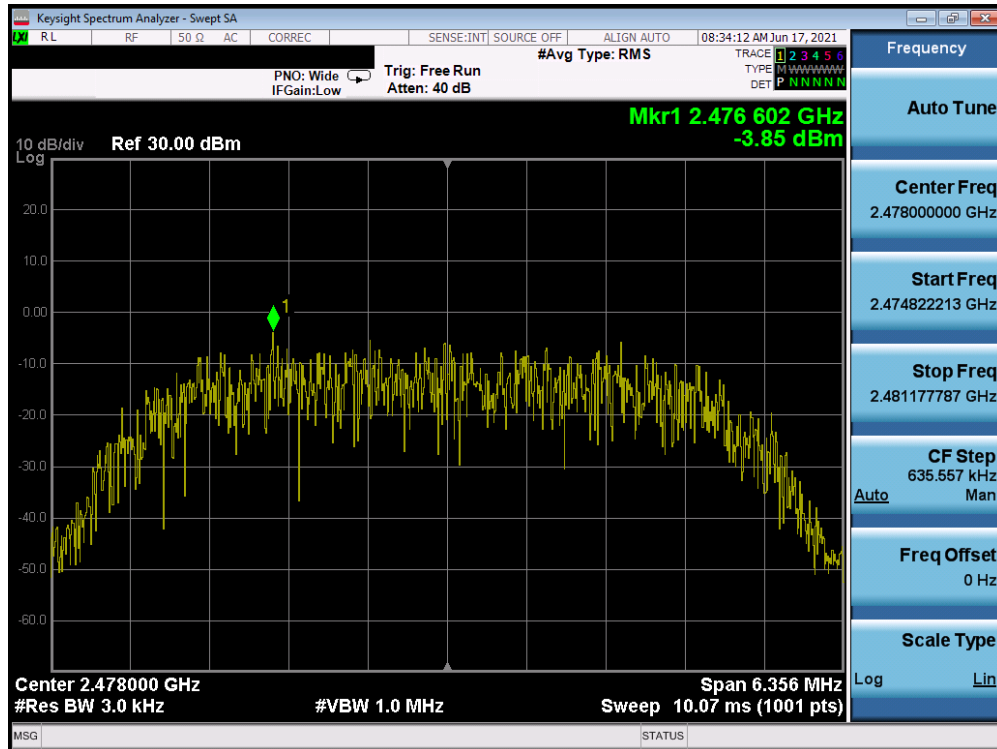 Keysight Spectrum Analyzer - Swept SA
LXI RL RF 50 Ω AC CORREC SENSE:INT SOURCE OFF ALIGN AUTO 08:34:12 AM Jun 17, 2021
#Avg Type: RMS
TRACE 1 2 3 4 5 6
PNO: Wide Trig: Free Run
TYPE M W W W W W
IFGain:Low Atten: 40 dB
DET P N N N N N
Mkr1 2.476 602 GHz
-3.85 dBm
10 dB/div Ref 30.00 dBm
Log
20.0
10.0
0.00
1
-10.0
-20.0
-30.0
-40.0
-50.0
-60.0
Center 2.478000 GHz Span 6.356 MHz
#Res BW 3.0 kHz #VBW 1.0 MHz Sweep 10.07 ms (1001 pts)
MSG STATUS
Frequency
Auto Tune
Center Freq
2.478000000 GHz
Start Freq
2.474822213 GHz
Stop Freq
2.481177787 GHz
CF Step
635.557 kHz
Auto Man
Freq Offset
0 Hz
Scale Type
Log Lin